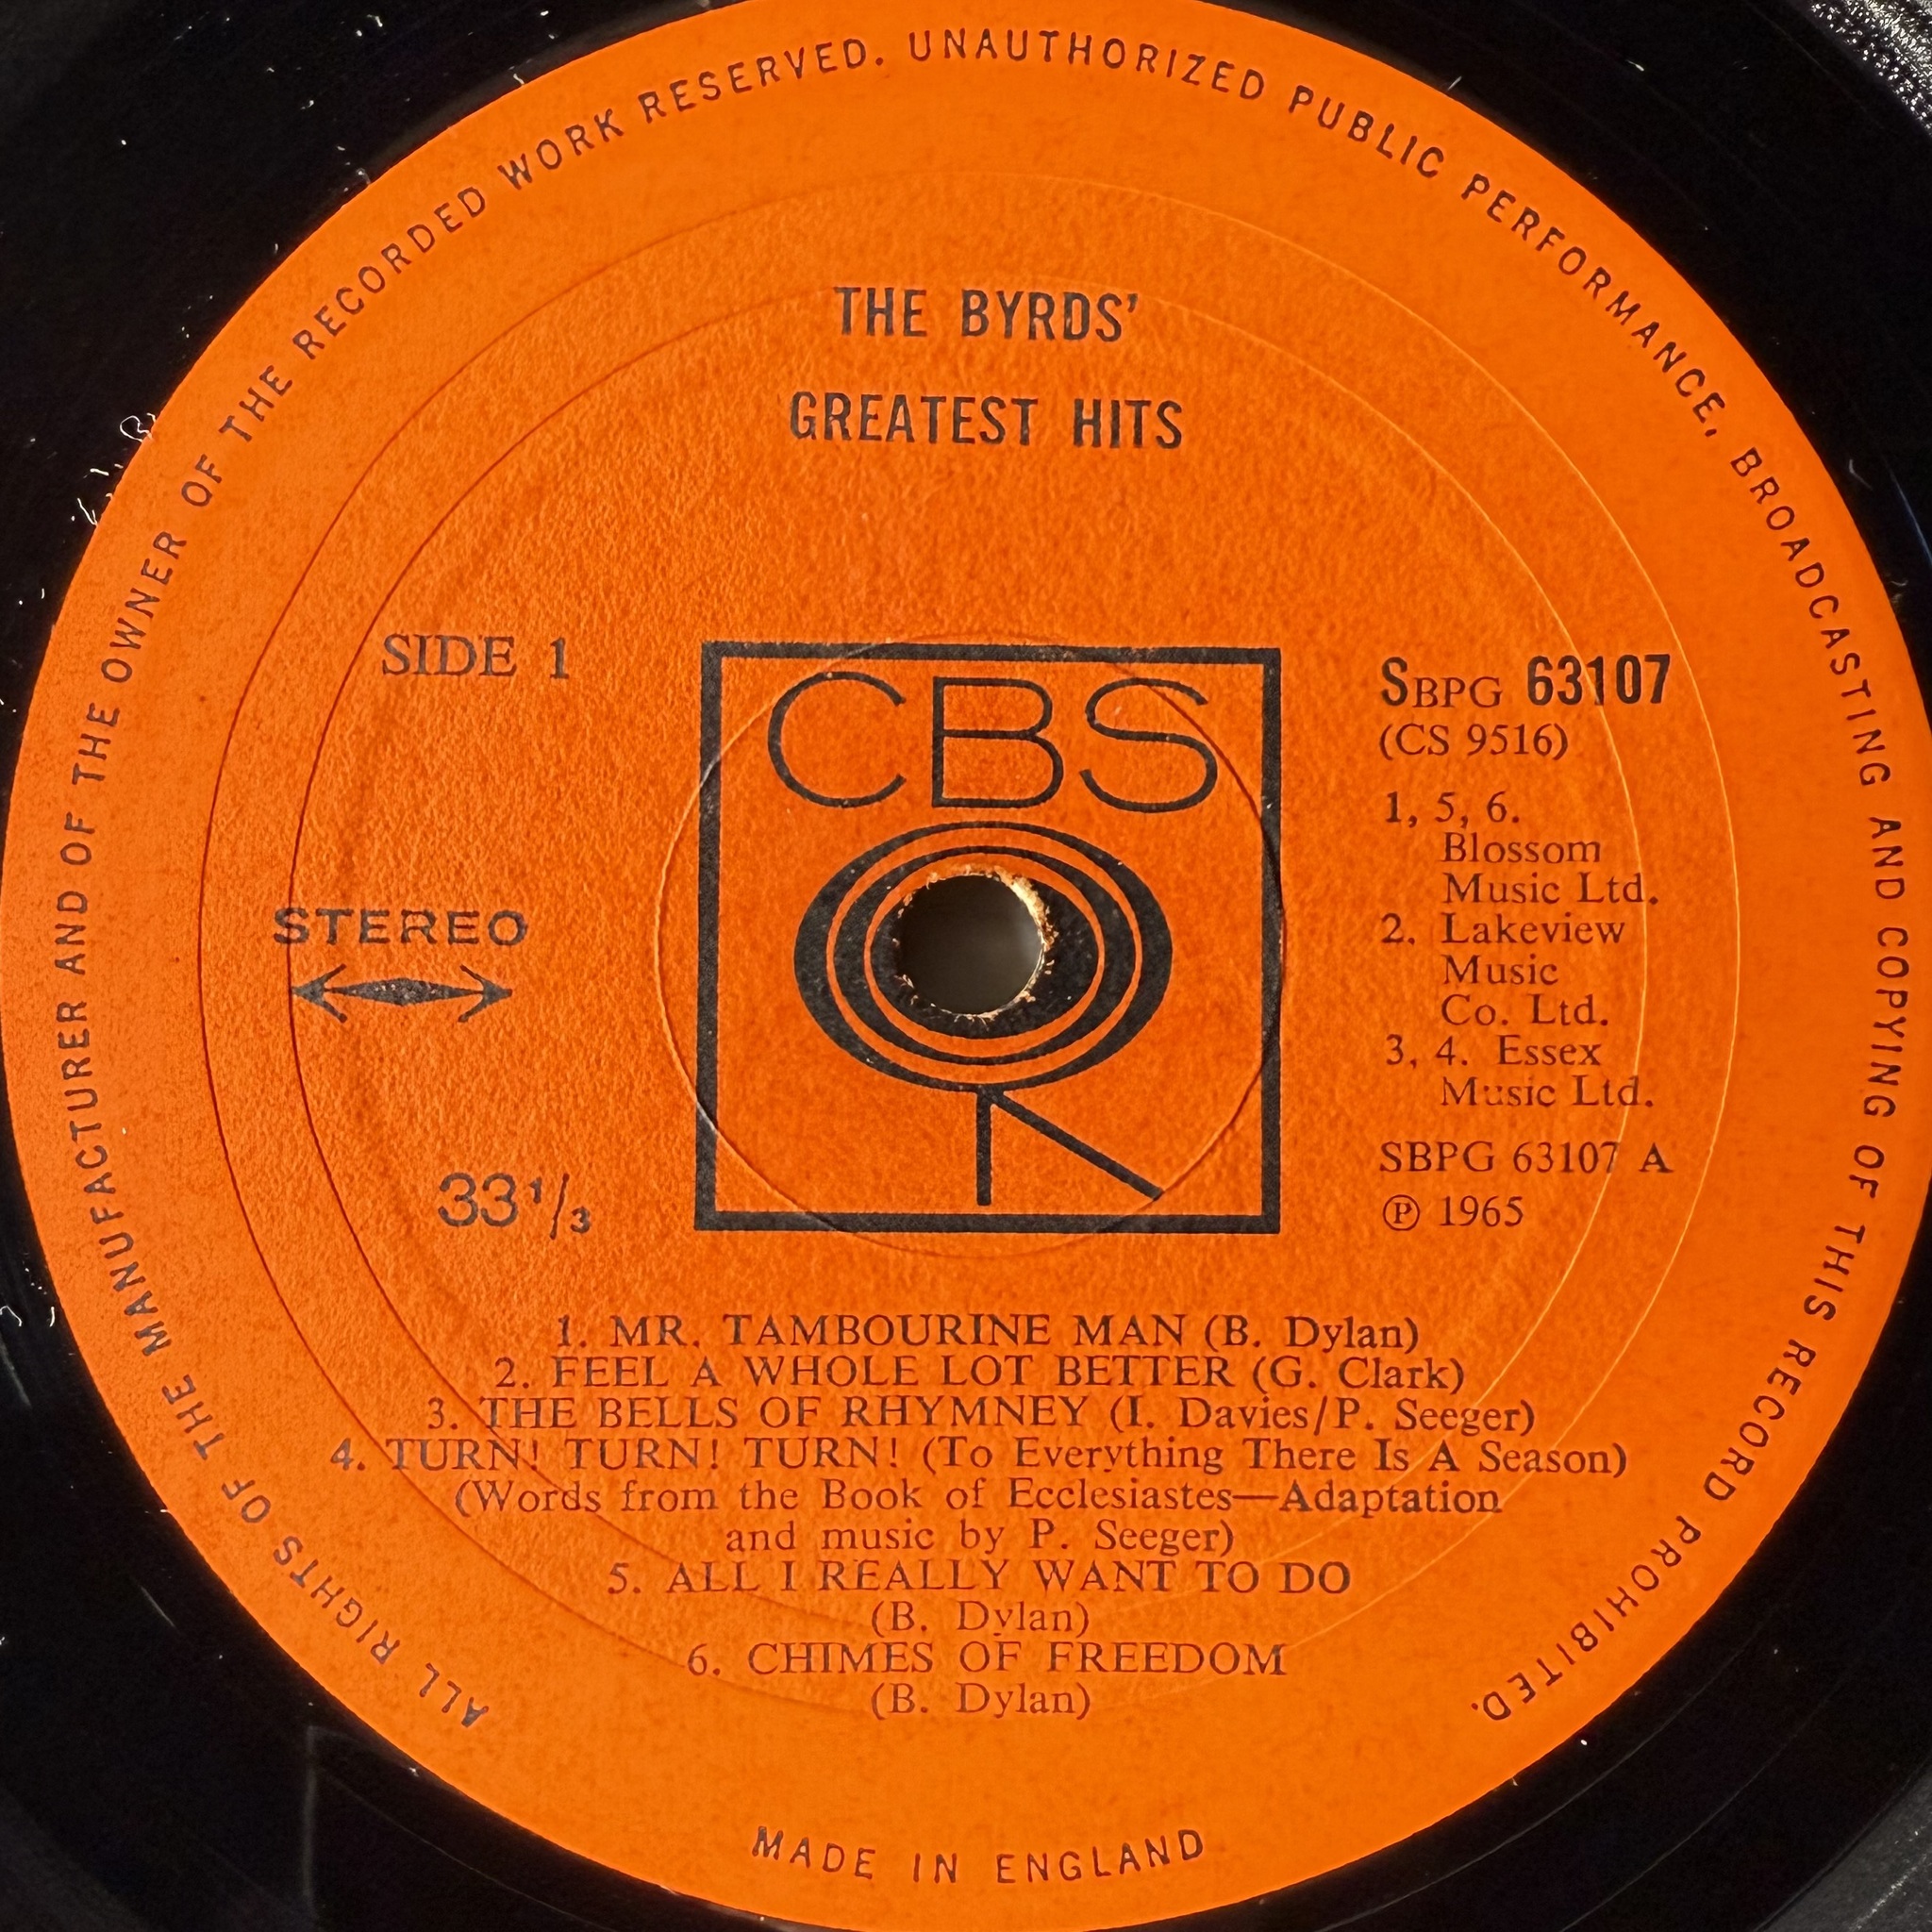 ALL RIGHTS OF THE MANUFACTURER AND OF THE OWNER OF THE RECORDED WORK RESERVED. UNAUTHORIZED PUBLIC PERFORMANCE, BROADCASTING AND COPYING OF THIS RECORD PROHIBITED.
THE BYRDS'
GREATEST HITS
SIDE 1
CBS
SBPG 63107
(CS 9516)
1, 5, 6.
Blossom
Music Ltd.
2. Lakeview
Music
Co. Ltd.
3, 4. Essex
Music Ltd.
STEREO
SBPG 63107 A
℗ 1965
33 1/3
1. MR. TAMBOURINE MAN (B. Dylan)
2. FEEL A WHOLE LOT BETTER (G. Clark)
3. THE BELLS OF RHYMNEY (I. Davies/P. Seeger)
4. TURN! TURN! TURN! (To Everything There Is A Season)
(Words from the Book of Ecclesiastes—Adaptation
and music by P. Seeger)
5. ALL I REALLY WANT TO DO
(B. Dylan)
6. CHIMES OF FREEDOM
(B. Dylan)
MADE IN ENGLAND